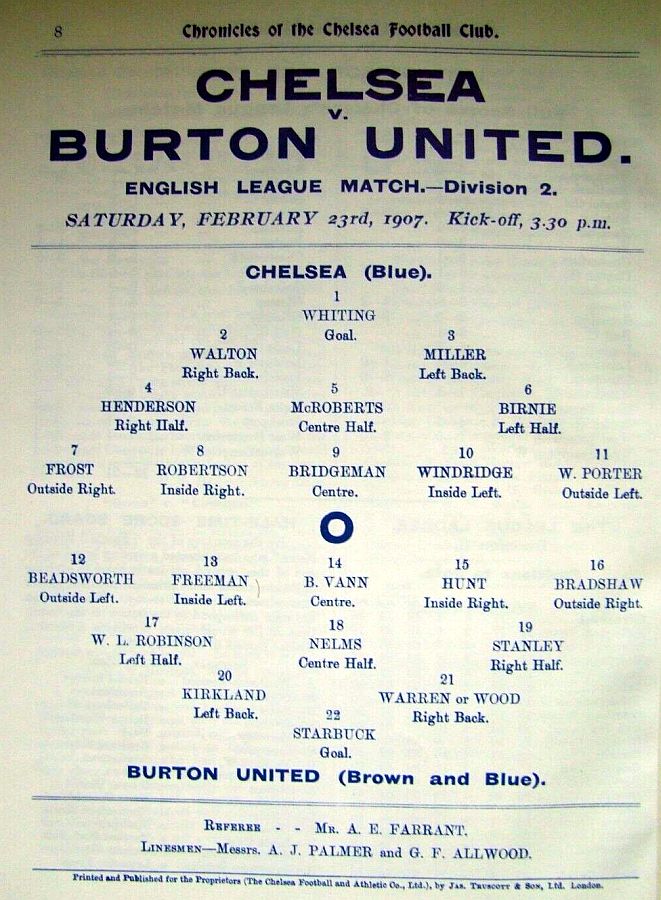 8
Chronicles of the Chelsea Football Club.
CHELSEA
v.
BURTON UNITED.
ENGLISH LEAGUE MATCH.—Division 2.
SATURDAY, FEBRUARY 23rd, 1907. Kick-off, 3.30 p.m.
CHELSEA (Blue).
1
WHITING
Goal.
2 3
WALTON MILLER
Right Back. Left Back.
4 5 6
HENDERSON McROBERTS BIRNIE
Right Half. Centre Half. Left Half.
7 8 9 10 11
FROST ROBERTSON BRIDGEMAN WINDRIDGE W. PORTER
Outside Right. Inside Right. Centre. Inside Left. Outside Left.
12 13 14 15 16
BEADSWORTH FREEMAN B. VANN HUNT BRADSHAW
Outside Left. Inside Left. Centre. Inside Right. Outside Right.
17 18 19
W. L. ROBINSON NELMS STANLEY
Left Half. Centre Half. Right Half.
20 21
KIRKLAND WARREN or WOOD
Left Back. Right Back.
22
STARBUCK
Goal.
BURTON UNITED (Brown and Blue).
REFEREE - - MR. A. E. FARRANT.
LINESMEN—Messrs. A. J. PALMER and G. F. ALLWOOD.
Printed and Published for the Proprietors (The Chelsea Football and Athletic Co., Ltd.), by JAS. TRUSCOTT & SON, Ltd. London.